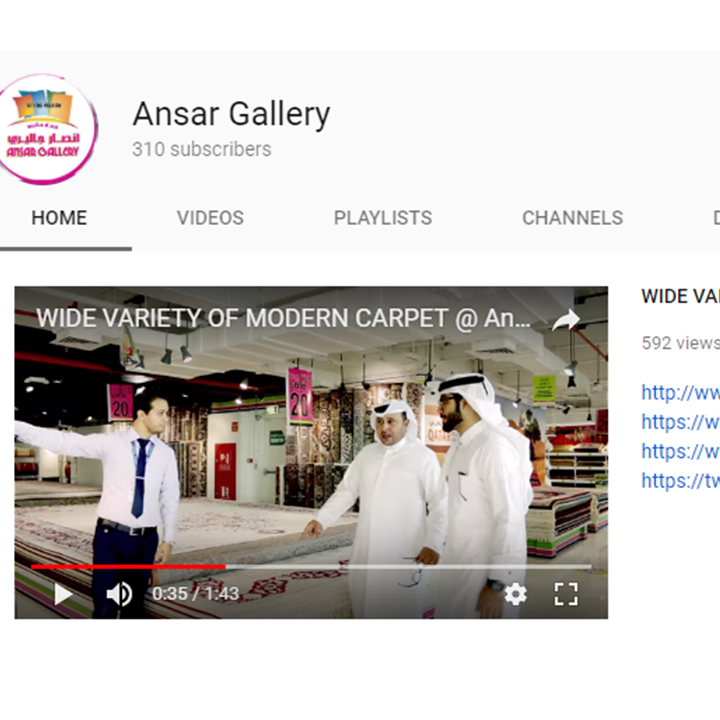 Ansar Gallery
310 subscribers
انصار جاليري
ANSAR GALLERY
HOME
VIDEOS
PLAYLISTS
CHANNELS
WIDE VARIETY OF MODERN CARPET @ An...
WIDE VA
592 views
http://ww
https://w
https://w
https://tw
Sale
20
20
QATA
0:35 / 1:43